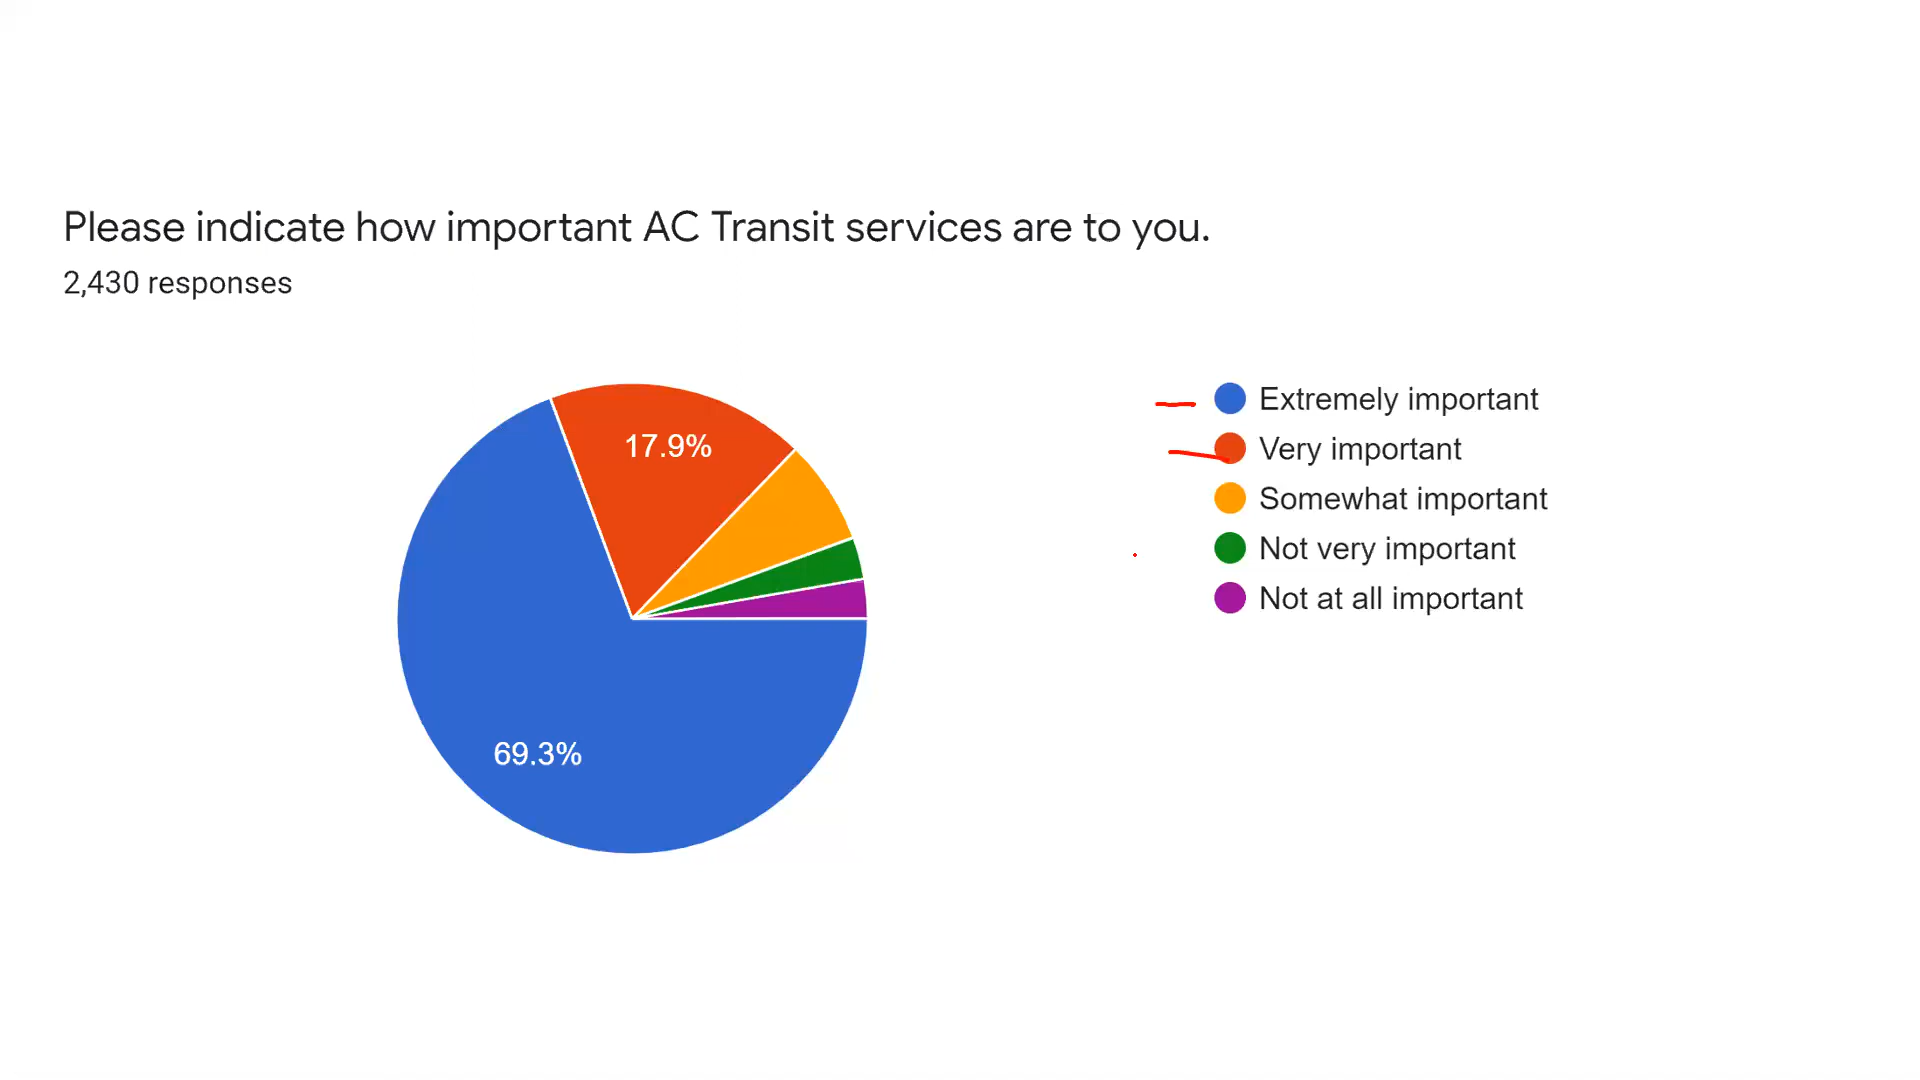 Please indicate how important AC Transit services are to you.
2,430 responses
17.9%
69.3%
Extremely important
Very important
Somewhat important
Not very important
Not at all important